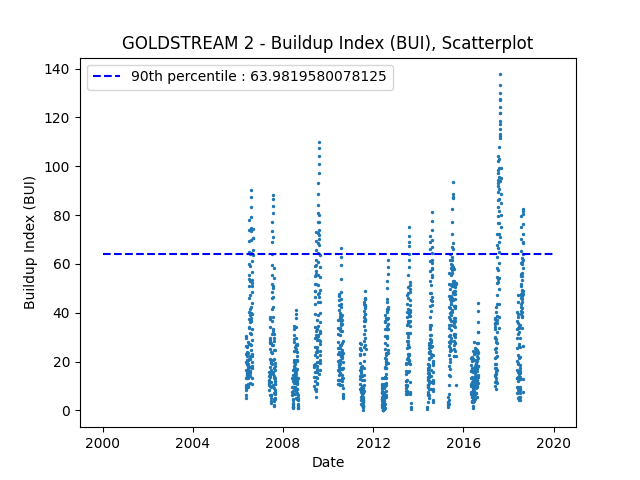 GOLDSTREAM 2 - Buildup Index (BUI), Scatterplot
90th percentile : 63.9819580078125
140
120
100
80
60
40
20
0
Buildup Index (BUI)
2000 2004 2008 2012 2016 2020
Date